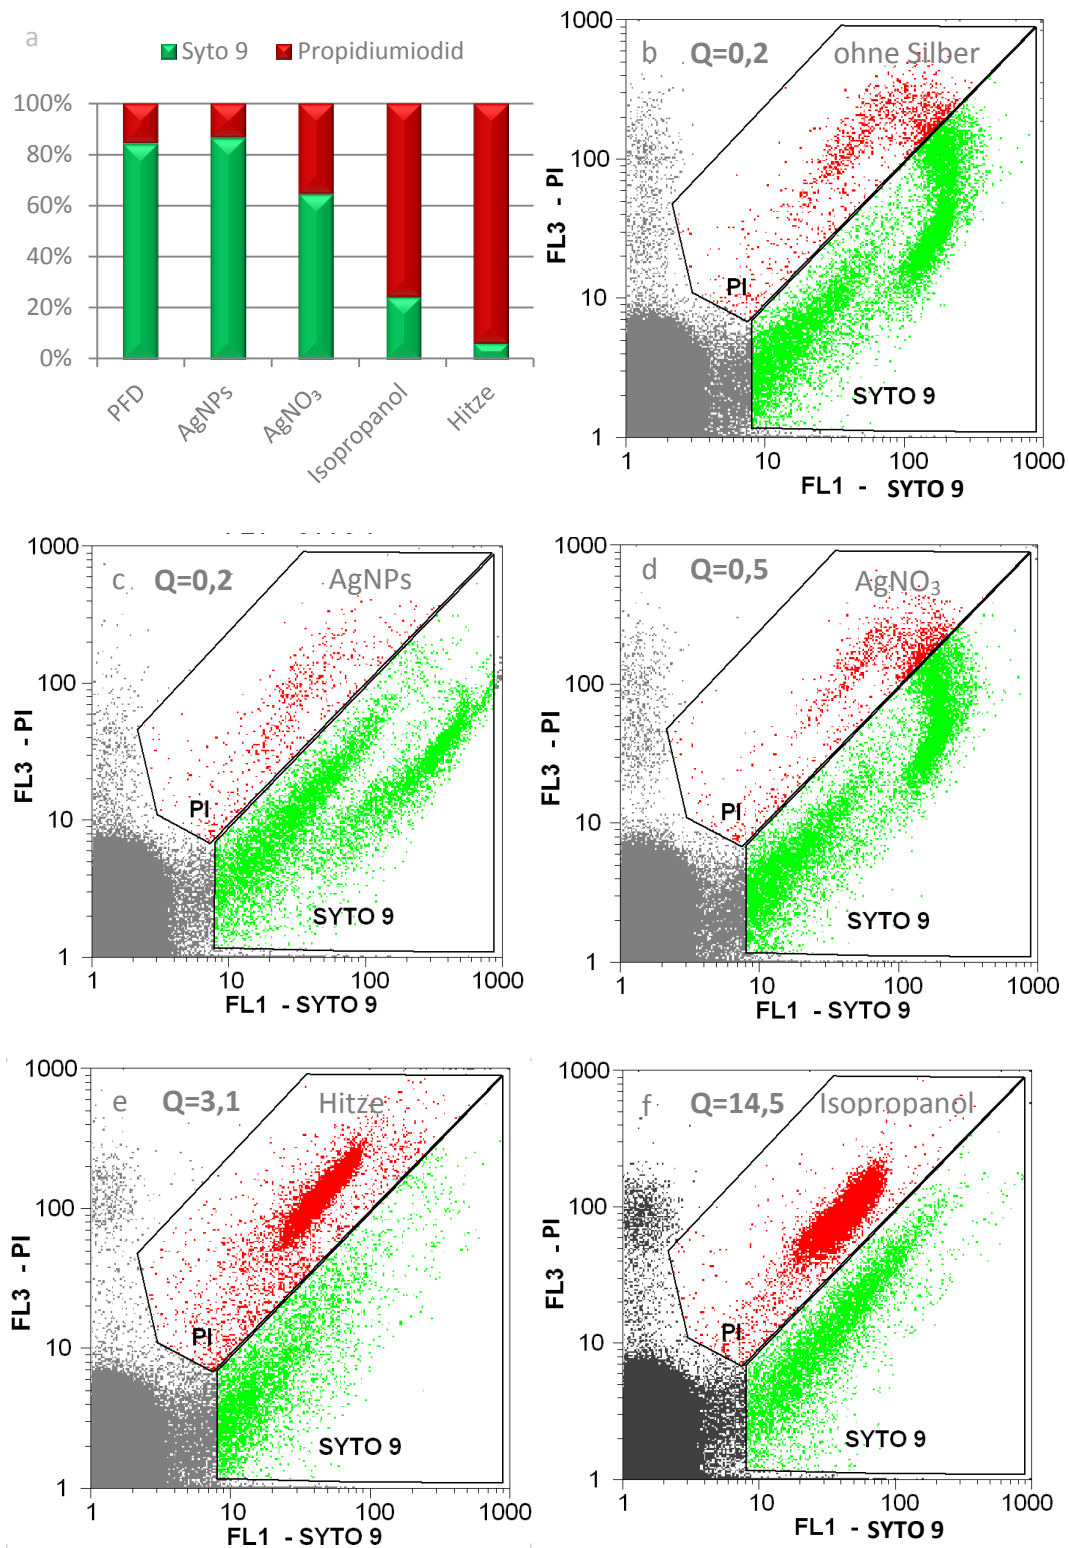 a
Syto 9 Propidiumiodid
100%
80%
60%
40%
20%
0%
PFD
AgNPs
AgNO₃
Isopropanol
Hitze
b Q=0,2 ohne Silber
1000
100
10
1
FL3 - PI
PI
SYTO 9
1 10 100 1000
FL1 - SYTO 9
c Q=0,2 AgNPs
1000
100
10
1
FL3 - PI
PI
SYTO 9
1 10 100 1000
FL1 - SYTO 9
d Q=0,5 AgNO₃
1000
100
10
1
FL3 - PI
PI
SYTO 9
1 10 100 1000
FL1 - SYTO 9
e Q=3,1 Hitze
1000
100
10
1
FL3 - PI
PI
SYTO 9
1 10 100 1000
FL1 - SYTO 9
f Q=14,5 Isopropanol
1000
100
10
1
FL3 - PI
PI
SYTO 9
1 10 100 1000
FL1 - SYTO 9